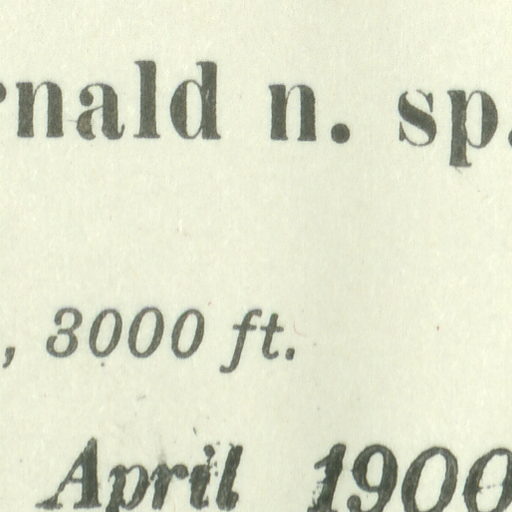 rnald n. sp.
, 3000 ft.
April 1900